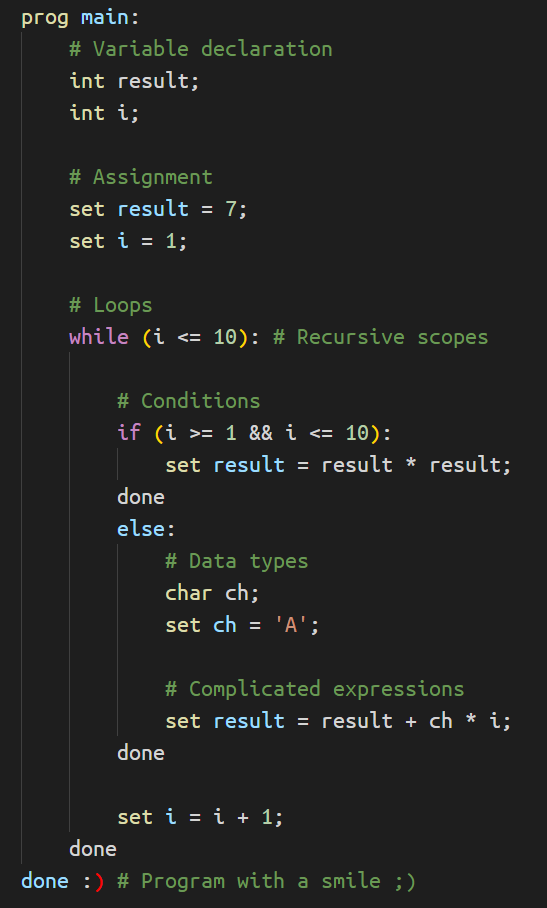 prog main:
    # Variable declaration
    int result;
    int i;

    # Assignment
    set result = 7;
    set i = 1;

    # Loops
    while (i <= 10): # Recursive scopes

        # Conditions
        if (i >= 1 && i <= 10):
            set result = result * result;
        done
        else:
            # Data types
            char ch;
            set ch = 'A';

            # Complicated expressions
            set result = result + ch * i;
        done

        set i = i + 1;
    done
done :) # Program with a smile ;)